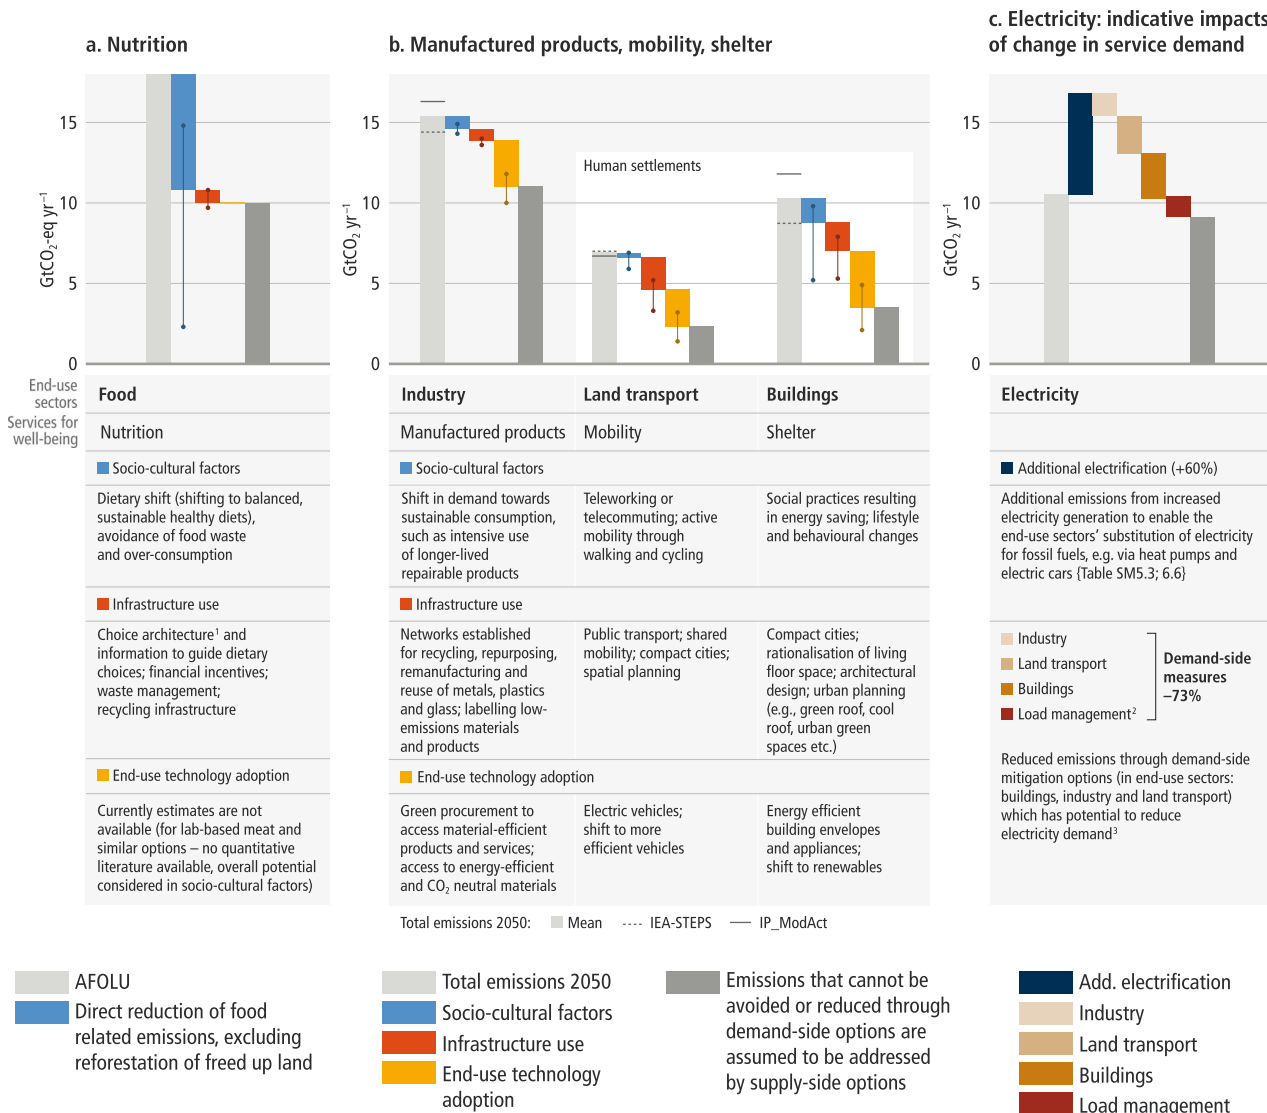 a. Nutrition
b. Manufactured products, mobility, shelter
c. Electricity: indicative impacts
of change in service demand
15
10
5
0
GtCO2-eq yr−1
15
10
5
0
GtCO2 yr−1
Human settlements
15
10
5
0
GtCO2 yr−1
End-use
sectors
Services for
well-being
Food
Nutrition
Socio-cultural factors
Dietary shift (shifting to balanced,
sustainable healthy diets),
avoidance of food waste
and over-consumption
Infrastructure use
Choice architecture1 and
information to guide dietary
choices; financial incentives;
waste management;
recycling infrastructure
End-use technology adoption
Currently estimates are not
available (for lab-based meat and
similar options – no quantitative
literature available, overall potential
considered in socio-cultural factors)
Industry
Land transport
Buildings
Manufactured products
Mobility
Shelter
Socio-cultural factors
Shift in demand towards
sustainable consumption,
such as intensive use
of longer-lived
repairable products
Teleworking or
telecommuting; active
mobility through
walking and cycling
Social practices resulting
in energy saving; lifestyle
and behavioural changes
Infrastructure use
Networks established
for recycling, repurposing,
remanufacturing and
reuse of metals, plastics
and glass; labelling low-
emissions materials
and products
Public transport; shared
mobility; compact cities;
spatial planning
Compact cities;
rationalisation of living
floor space; architectural
design; urban planning
(e.g., green roof, cool
roof, urban green
spaces etc.)
End-use technology adoption
Green procurement to
access material-efficient
products and services;
access to energy-efficient
and CO2 neutral materials
Electric vehicles;
shift to more
efficient vehicles
Energy efficient
building envelopes
and appliances;
shift to renewables
Total emissions 2050:
Mean
IEA-STEPS
IP_ModAct
Electricity
Additional electrification (+60%)
Additional emissions from increased
electricity generation to enable the
end-use sectors’ substitution of electricity
for fossil fuels, e.g. via heat pumps and
electric cars {Table SM5.3; 6.6}
Industry
Land transport
Buildings
Load management2
Demand-side
measures
–73%
Reduced emissions through demand-side
mitigation options (in end-use sectors:
buildings, industry and land transport)
which has potential to reduce
electricity demand3
AFOLU
Direct reduction of food
related emissions, excluding
reforestation of freed up land
Total emissions 2050
Socio-cultural factors
Infrastructure use
End-use technology
adoption
Emissions that cannot be
avoided or reduced through
demand-side options are
assumed to be addressed
by supply-side options
Add. electrification
Industry
Land transport
Buildings
Load management